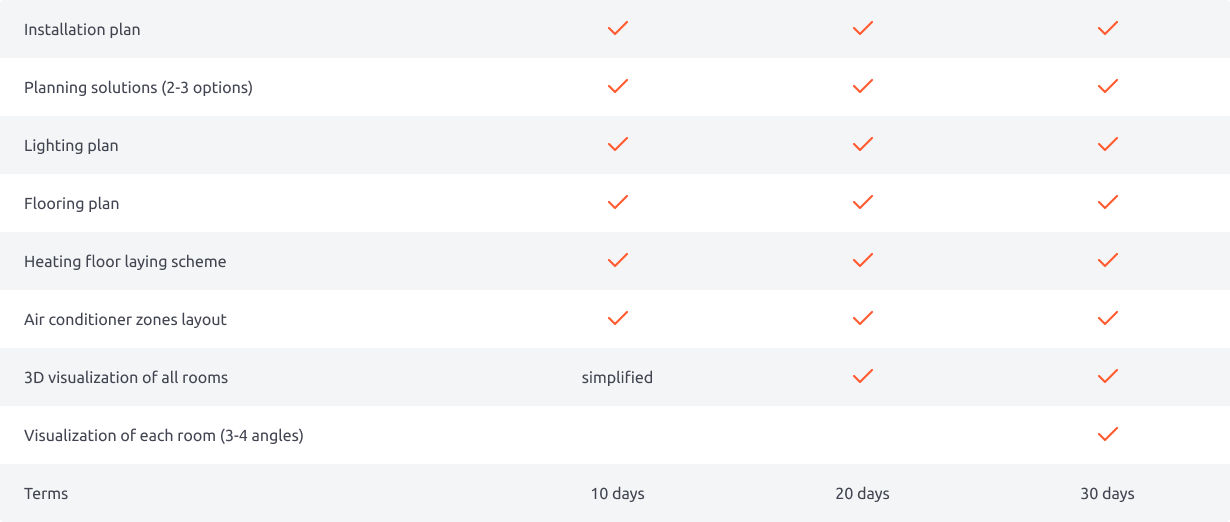 Installation plan
Planning solutions (2-3 options)
Lighting plan
Flooring plan
Heating floor laying scheme
Air conditioner zones layout
3D visualization of all rooms simplified
Visualization of each room (3-4 angles)
Terms 10 days 20 days 30 days